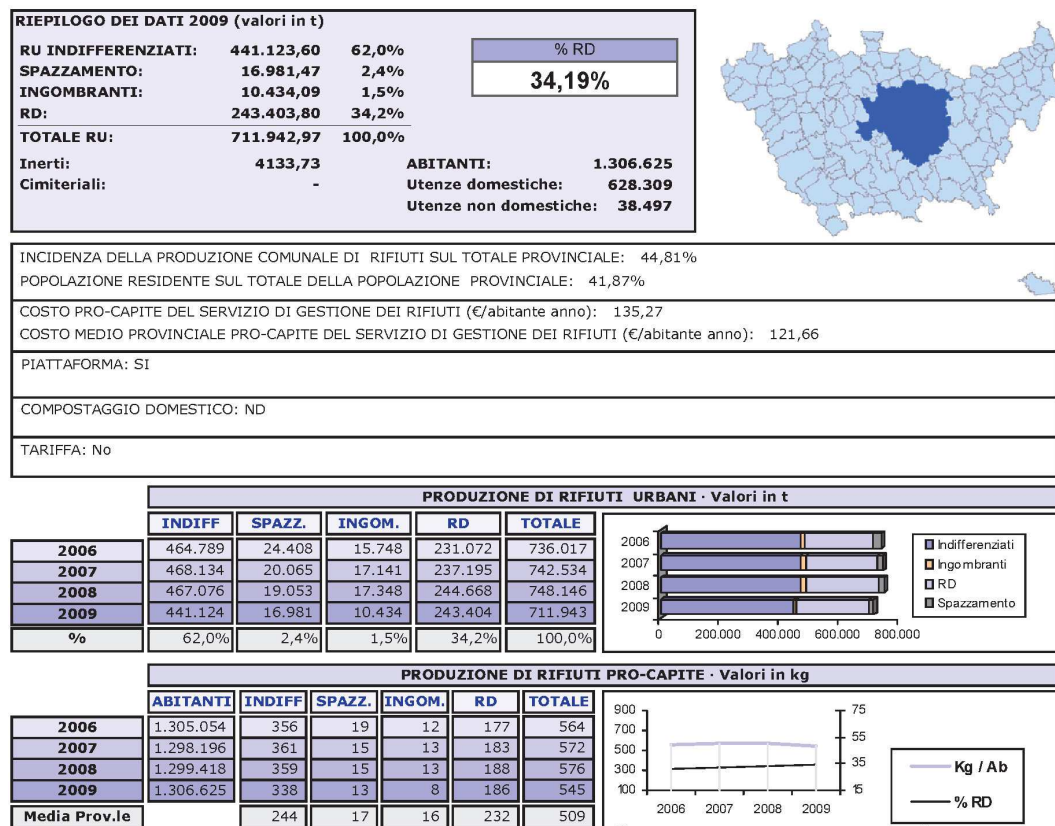 RIEPILOGO DEI DATI 2009 (valori in t)
RU INDIFFERENZIATI: 441.123,60 62,0%
SPAZZAMENTO: 16.981,47 2,4%
INGOMBRANTI: 10.434,09 1,5%
RD: 243.403,80 34,2%
TOTALE RU: 711.942,97 100,0%
% RD
34,19%
Inerti: 4133,73 ABITANTI: 1.306.625
Cimiteriali: - Utenze domestiche: 628.309
Utenze non domestiche: 38.497
INCIDENZA DELLA PRODUZIONE COMUNALE DI RIFIUTI SUL TOTALE PROVINCIALE: 44,81%
POPOLAZIONE RESIDENTE SUL TOTALE DELLA POPOLAZIONE PROVINCIALE: 41,87%
COSTO PRO-CAPITE DEL SERVIZIO DI GESTIONE DEI RIFIUTI (€/abitante anno): 135,27
COSTO MEDIO PROVINCIALE PRO-CAPITE DEL SERVIZIO DI GESTIONE DEI RIFIUTI (€/abitante anno): 121,66
PIATTAFORMA: SI
COMPOSTAGGIO DOMESTICO: ND
TARIFFA: No
PRODUZIONE DI RIFIUTI URBANI · Valori in t
INDIFF SPAZZ. INGOM. RD TOTALE
2006 464.789 24.408 15.748 231.072 736.017
2007 468.134 20.065 17.141 237.195 742.534
2008 467.076 19.053 17.348 244.668 748.146
2009 441.124 16.981 10.434 243.404 711.943
% 62,0% 2,4% 1,5% 34,2% 100,0%
2006
2007
2008
2009
0 200.000 400.000 600.000 800.000
Indifferenziati
Ingombranti
RD
Spazzamento
PRODUZIONE DI RIFIUTI PRO-CAPITE · Valori in kg
ABITANTI INDIFF SPAZZ. INGOM. RD TOTALE
2006 1.305.054 356 19 12 177 564
2007 1.298.196 361 15 13 183 572
2008 1.299.418 359 15 13 188 576
2009 1.306.625 338 13 8 186 545
Media Prov.le 244 17 16 232 509
900 75
700 55
500
300 35
100 15
2006 2007 2008 2009
Kg / Ab
% RD